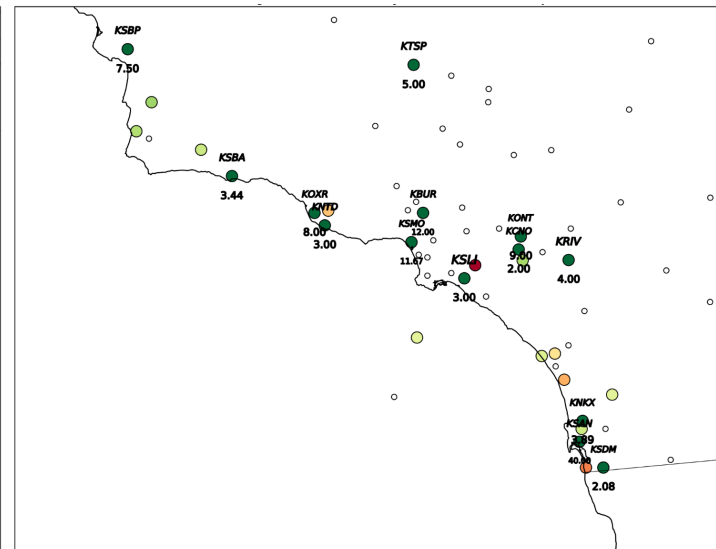 KSBP
7.50
KTSP
5.00
KSBA
3.44
KOXR
KNTD
8.00
3.00
KBUR
12.00
KSMO
11.67
KSLI
3.00
KONT
KCNO
9.00
2.00
KRIV
4.00
KNKX
KSAN
3.89
40.00
KSDM
2.08